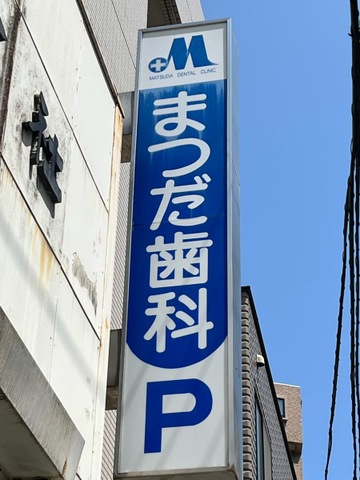 M
MATSUDA DENTAL CLINIC
まつだ歯科
P